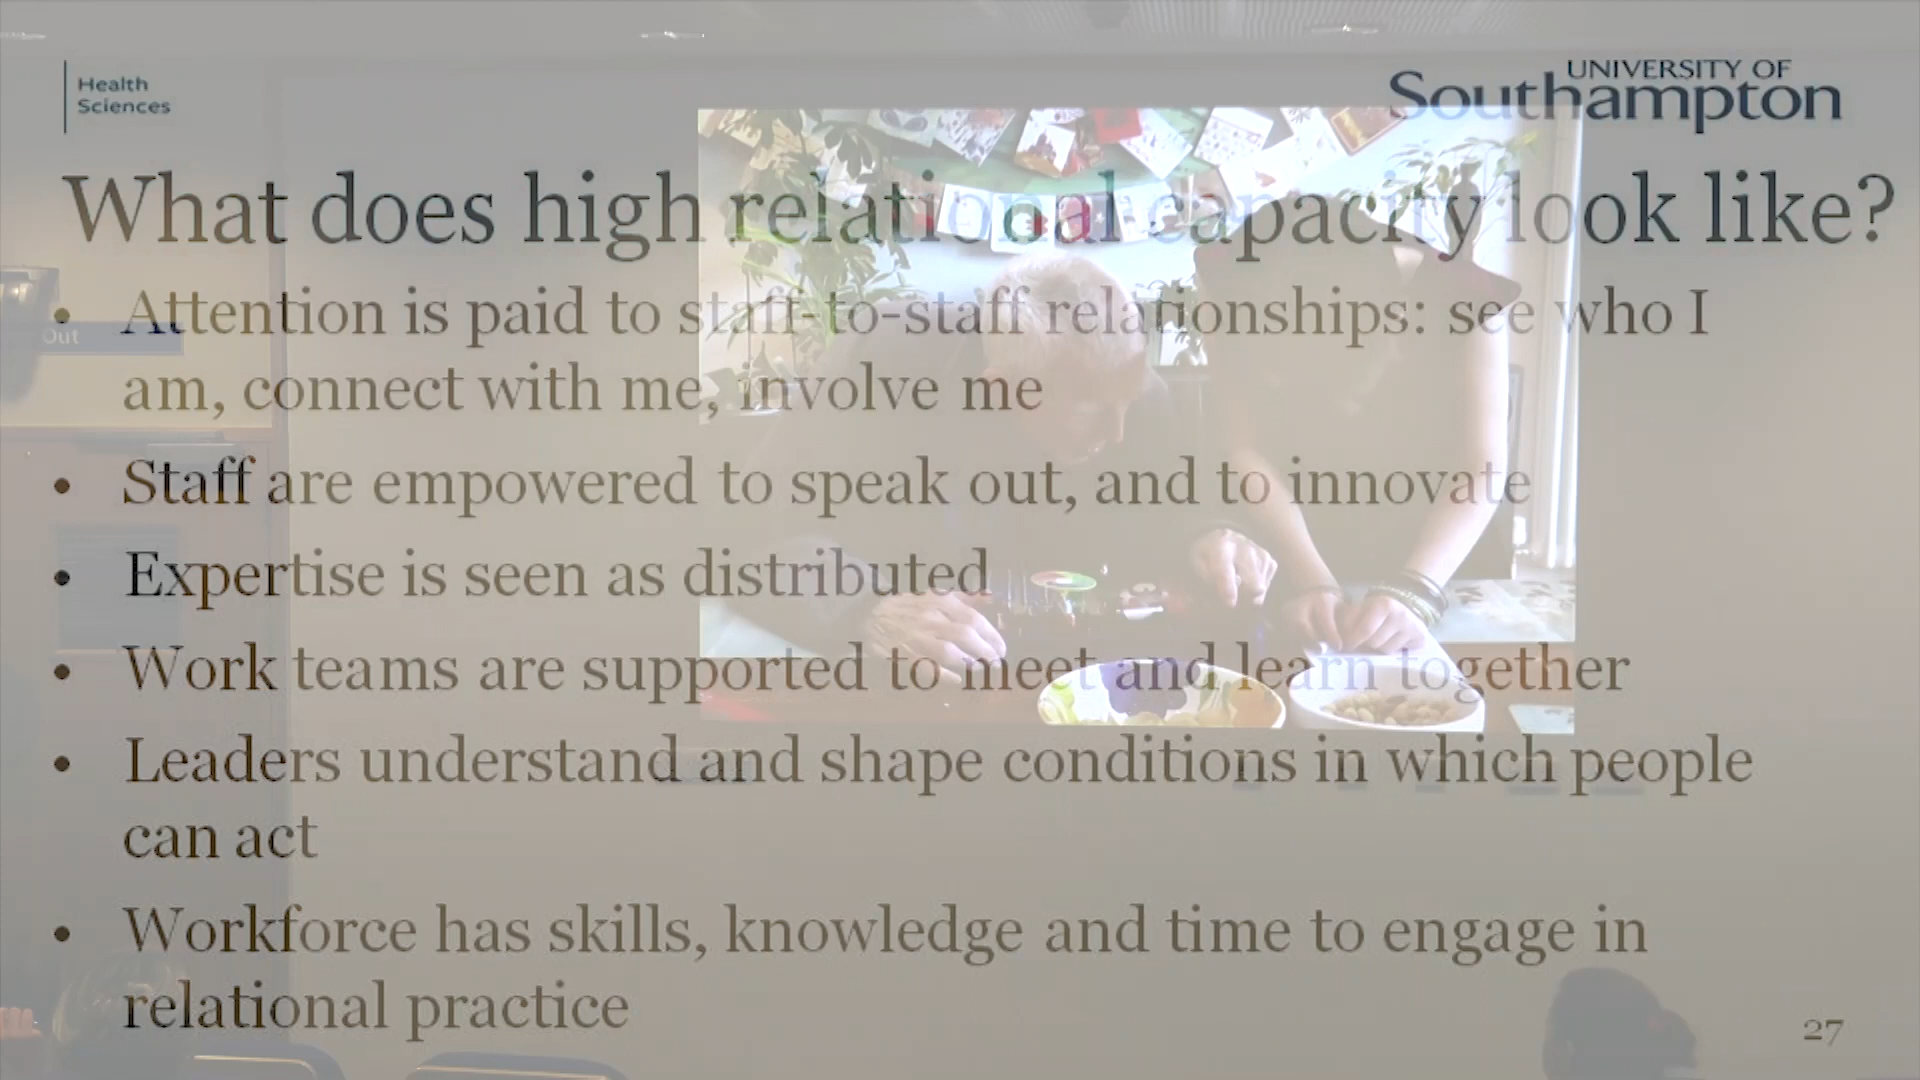 Health
Sciences
UNIVERSITY OF
Southampton
What does high relational capacity look like?
• Attention is paid to staff-to-staff relationships: see who I
am, connect with me, involve me
Out
• Staff are empowered to speak out, and to innovate
• Expertise is seen as distributed
• Work teams are supported to meet and learn together
• Leaders understand and shape conditions in which people
can act
• Workforce has skills, knowledge and time to engage in
relational practice
27